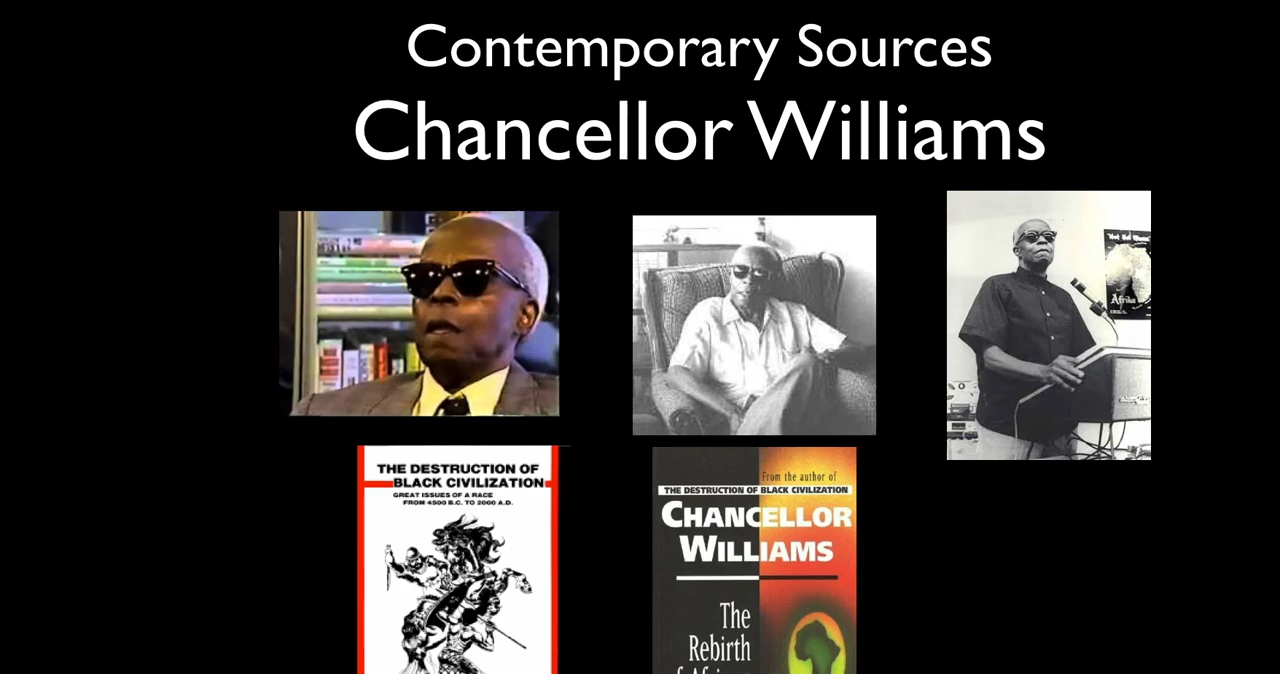 Contemporary Sources
Chancellor Williams
Afrika
THE DESTRUCTION OF
BLACK CIVILIZATION
GREAT ISSUES OF A RACE
FROM 4500 B.C. TO 2000 A.D.
From the author of
THE DESTRUCTION OF BLACK CIVILIZATION
CHANCELLOR
WILLIAMS
The
Rebirth